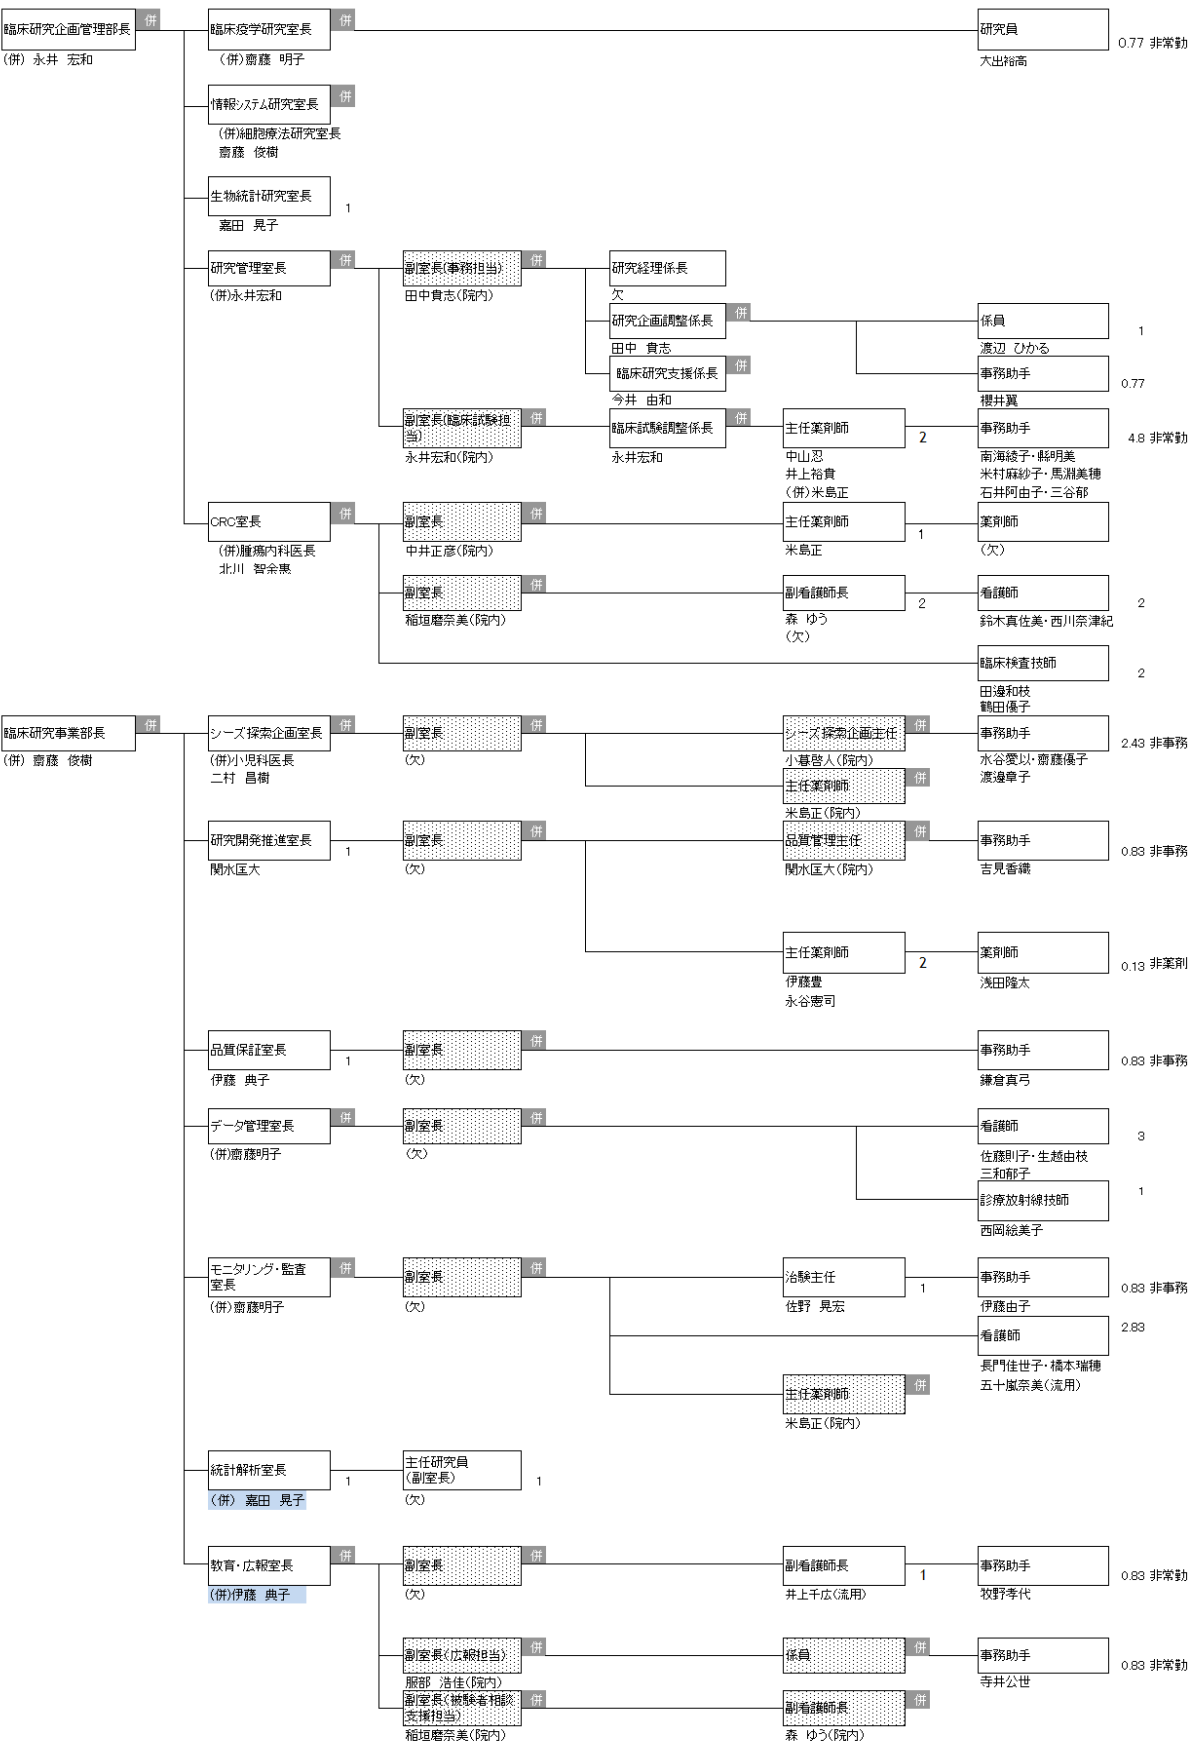 臨床研究企画管理部長 併 臨床疫学研究室長 併 研究員 0.77 非常勤
(併) 永井 宏和 (併)齋藤 明子 大出裕高
情報システム研究室長 併
(併)細胞療法研究室長
齋藤 俊樹
生物統計研究室長 1
嘉田 晃子
研究管理室長 併 副室長(事務担当) 併 研究経理係長
(併)永井宏和 田中貴志(院内) 欠
研究企画調整係長 併 係員 1
田中 貴志 渡辺 ひかる
臨床研究支援係長 併 事務助手 0.77
今井 由和 櫻井翼
副室長(臨床試験担 併 臨床試験調整係長 併 主任薬剤師 2 事務助手 4.8 非常勤
当)
永井宏和(院内) 永井宏和 中山忍 南海綾子・縣明美
井上裕貴 米村麻紗子・馬淵美穂
(併)米島正 石井阿由子・三谷郁
CRC室長 併 副室長 併 主任薬剤師 1 薬剤師
(併)腫瘍内科医長 中井正彦(院内) 米島正 (欠)
北川 智余恵
副室長 併 副看護師長 2 看護師 2
稲垣磨奈美(院内) 森 ゆう 鈴木真佐美・西川奈津紀
(欠)
臨床検査技師 2
田邉和枝
鶴田優子
臨床研究事業部長 併 シーズ探索企画室長 併 副室長 併 シーズ探索企画主任 併 事務助手 2.43 非事務
(併) 齋藤 俊樹 (併)小児科医長 (欠) 小暮啓人(院内) 水谷愛以・齋藤優子
二村 昌樹 渡邉章子
主任薬剤師 併
米島正(院内)
研究開発推進室長 1 副室長 併 品質管理主任 併 事務助手 0.83 非事務
関水匡大 (欠) 関水匡大(院内) 吉見香織
主任薬剤師 2 薬剤師 0.13 非薬剤
伊藤豊 浅田隆太
永谷憲司
品質保証室長 1 副室長 併 事務助手 0.83 非事務
伊藤 典子 (欠) 鎌倉真弓
データ管理室長 併 副室長 併 看護師 3
(併)齋藤明子 (欠) 佐藤則子・生越由枝
三和郁子
診療放射線技師 1
西岡絵美子
モニタリング・監査 併 副室長 併 治験主任 1 事務助手 0.83 非事務
室長
(併)齋藤明子 (欠) 佐野 晃宏 伊藤由子
看護師 2.83
長門佳世子・橋本瑞穂
五十嵐奈美(流用)
主任薬剤師 併
米島正(院内)
統計解析室長 1 主任研究員 1
(副室長)
(併) 嘉田 晃子 (欠)
教育・広報室長 併 副室長 併 副看護師長 1 事務助手 0.83 非常勤
(併)伊藤 典子 (欠) 井上千広(流用) 牧野孝代
副室長(広報担当) 併 係員 併 事務助手 0.83 非常勤
服部 浩佳(院内) 寺井公世
副室長(被験者相談 併 副看護師長 併
支援担当)
稲垣磨奈美(院内) 森 ゆう(院内)